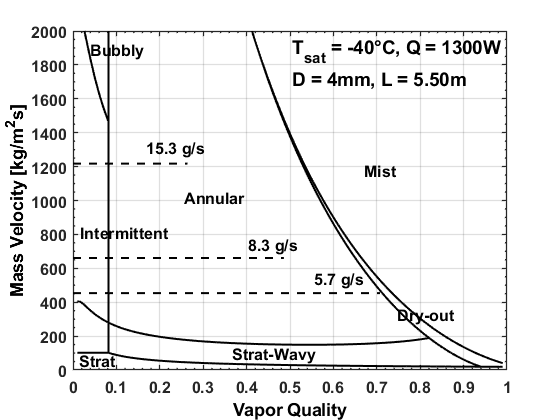 T_sat = -40°C, Q = 1300W
D = 4mm, L = 5.50m
Bubbly
15.3 g/s
Mist
Annular
Intermittent
8.3 g/s
5.7 g/s
Dry-out
Strat-Wavy
Strat
Mass Velocity [kg/m²s]
2000
1800
1600
1400
1200
1000
800
600
400
200
0
0 0.1 0.2 0.3 0.4 0.5 0.6 0.7 0.8 0.9 1
Vapor Quality